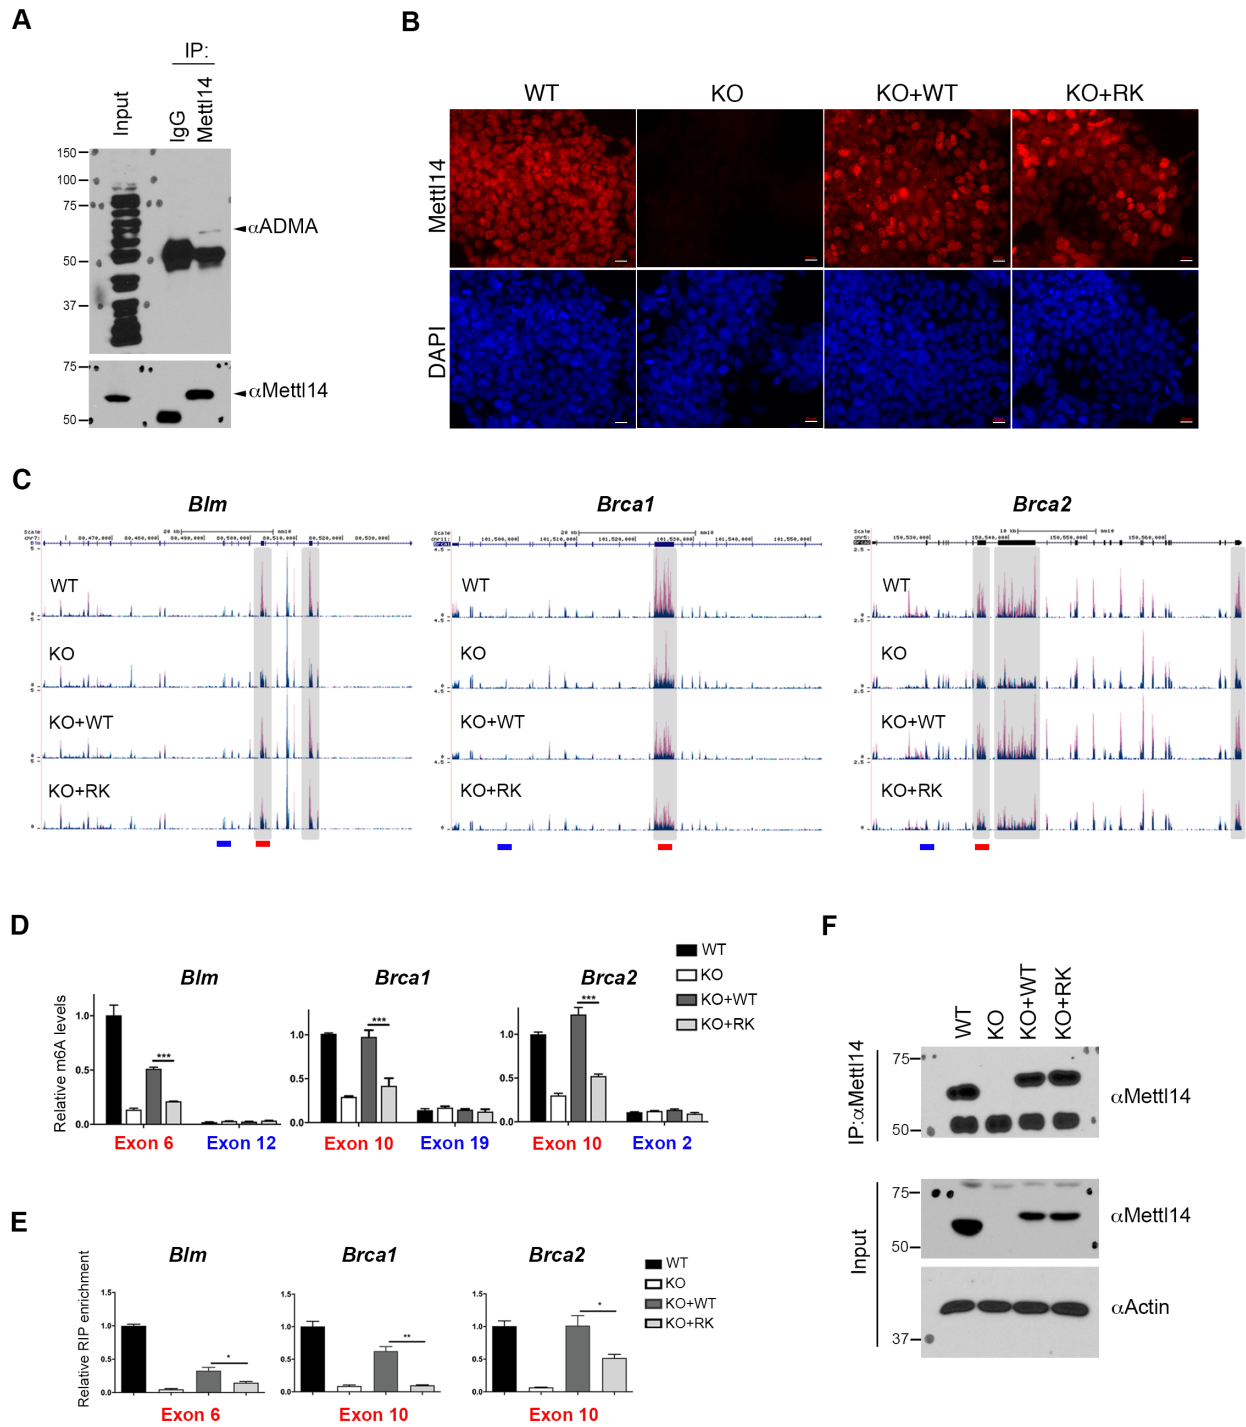 A
IP:
Input
IgG
Mettl14
150
100
75
50
37
αADMA
75
50
αMettl14
B
WT
KO
KO+WT
KO+RK
Mettl14
DAPI
C
Blm
Brca1
Brca2
WT
KO
KO+WT
KO+RK
WT
KO
KO+WT
KO+RK
WT
KO
KO+WT
KO+RK
D
Relative m6A levels
Blm
1.0
0.5
0.0
***
Exon 6
Exon 12
Brca1
1.0
0.5
0.0
***
Exon 10
Exon 19
Brca2
1.0
0.5
0.0
***
Exon 10
Exon 2
WT
KO
KO+WT
KO+RK
E
Relative RIP enrichment
Blm
1.5
1.0
0.5
0.0
*
Exon 6
Brca1
1.5
1.0
0.5
0.0
**
Exon 10
Brca2
1.5
1.0
0.5
0.0
*
Exon 10
WT
KO
KO+WT
KO+RK
F
WT
KO
KO+WT
KO+RK
IP:αMettl14
75
50
αMettl14
Input
75
50
αMettl14
37
αActin